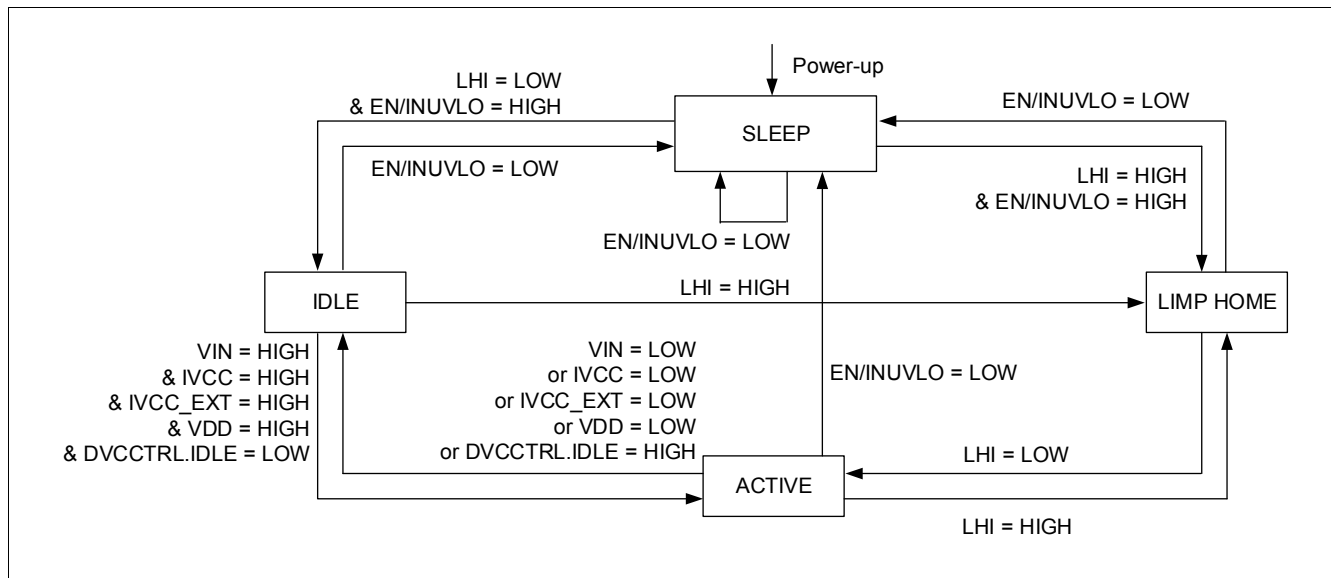 Power-up
LHI = LOW
& EN/INUVLO = HIGH
EN/INUVLO = LOW
SLEEP
EN/INUVLO = LOW
LHI = HIGH
& EN/INUVLO = HIGH
EN/INUVLO = LOW
EN/INUVLO = LOW
IDLE
LHI = HIGH
LIMP HOME
VIN = HIGH
& IVCC = HIGH
& IVCC_EXT = HIGH
& VDD = HIGH
& DVCCTRL.IDLE = LOW
VIN = LOW
or IVCC = LOW
or IVCC_EXT = LOW
or VDD = LOW
or DVCCTRL.IDLE = HIGH
EN/INUVLO = LOW
ACTIVE
LHI = LOW
LHI = HIGH